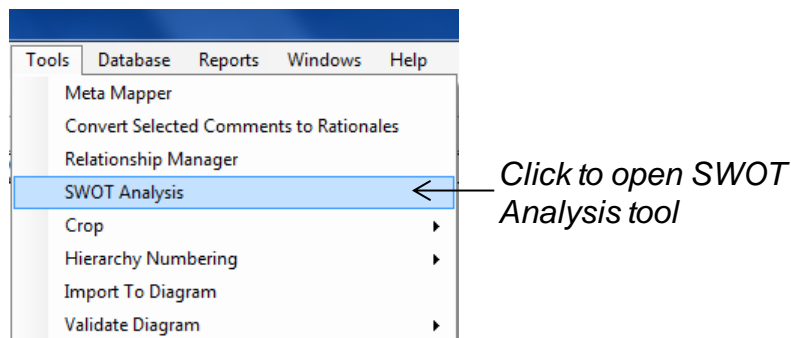 Tools Database Reports Windows Help
Meta Mapper
Convert Selected Comments to Rationales
Relationship Manager
SWOT Analysis
Crop
Hierarchy Numbering
Import To Diagram
Validate Diagram
Click to open SWOT
Analysis tool